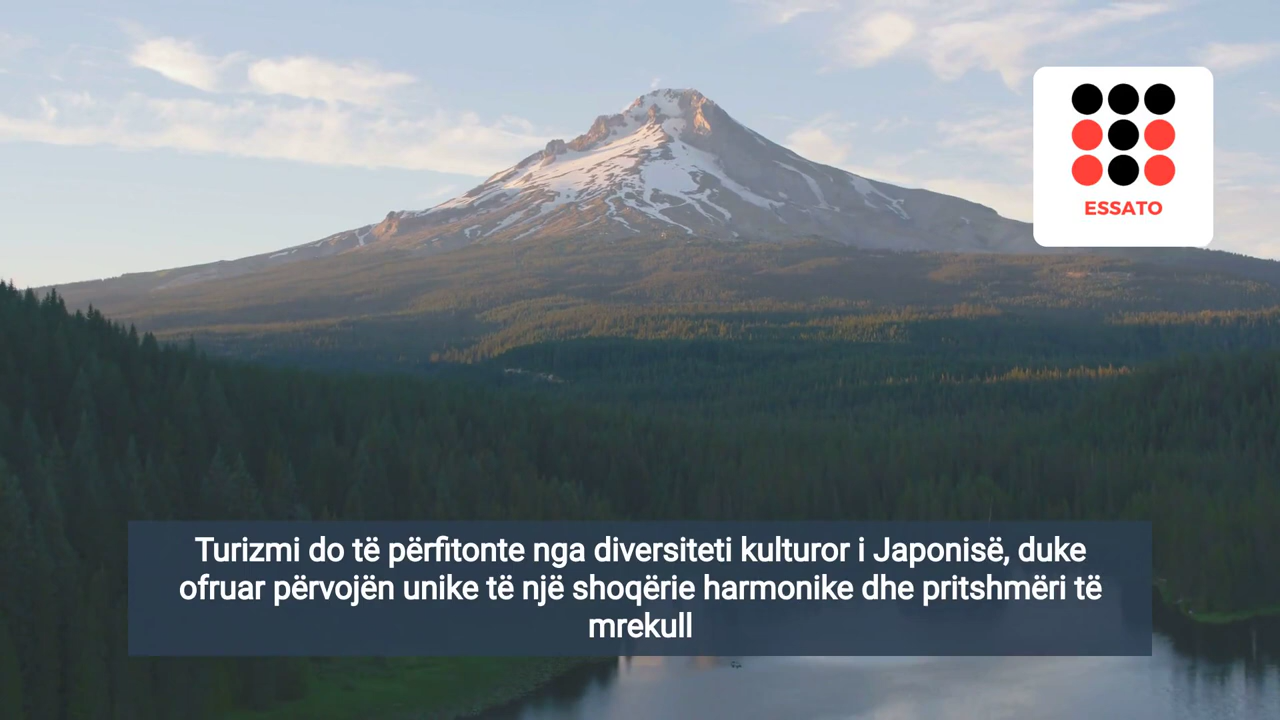 ESSATO
Turizmi do të përfitonte nga diversiteti kulturor i Japonisë, duke
ofruar përvojën unike të një shoqërie harmonike dhe pritshmëri të
mrekull